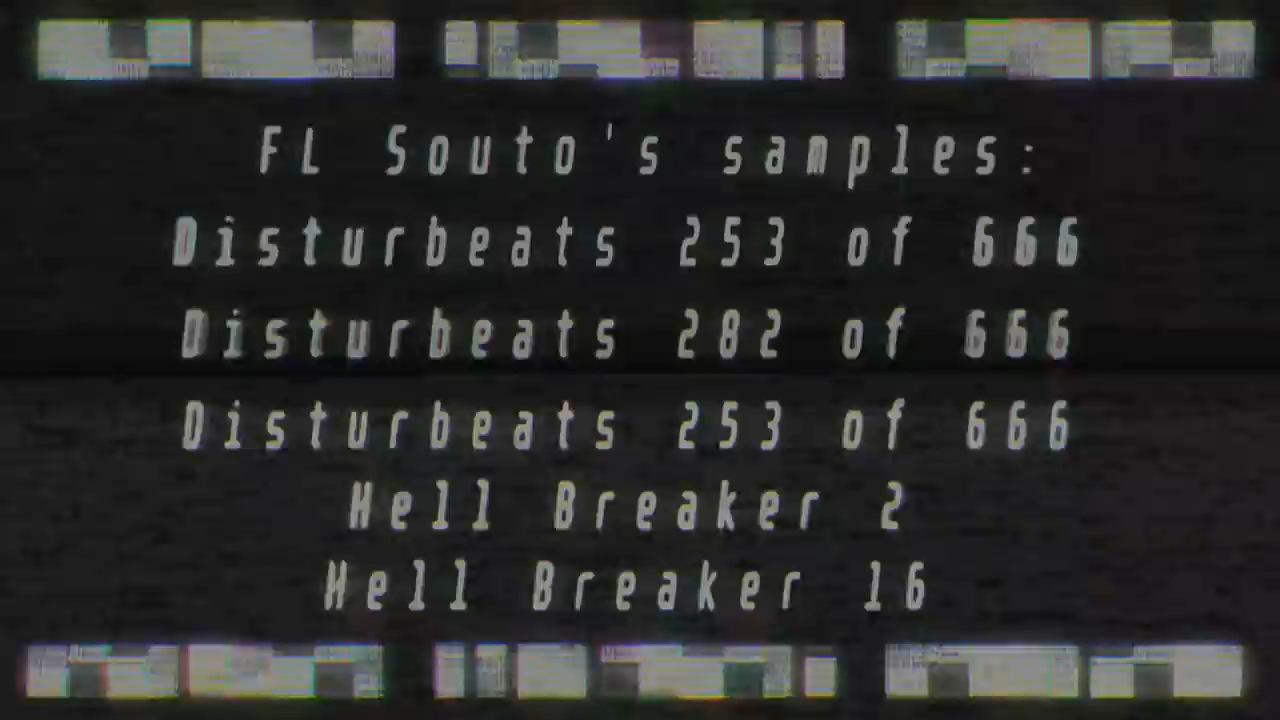 FL Souto's samples:
Disturbeats 253 of 666
Disturbeats 282 of 666
Disturbeats 253 of 666
Hell Breaker 2
Hell Breaker 16